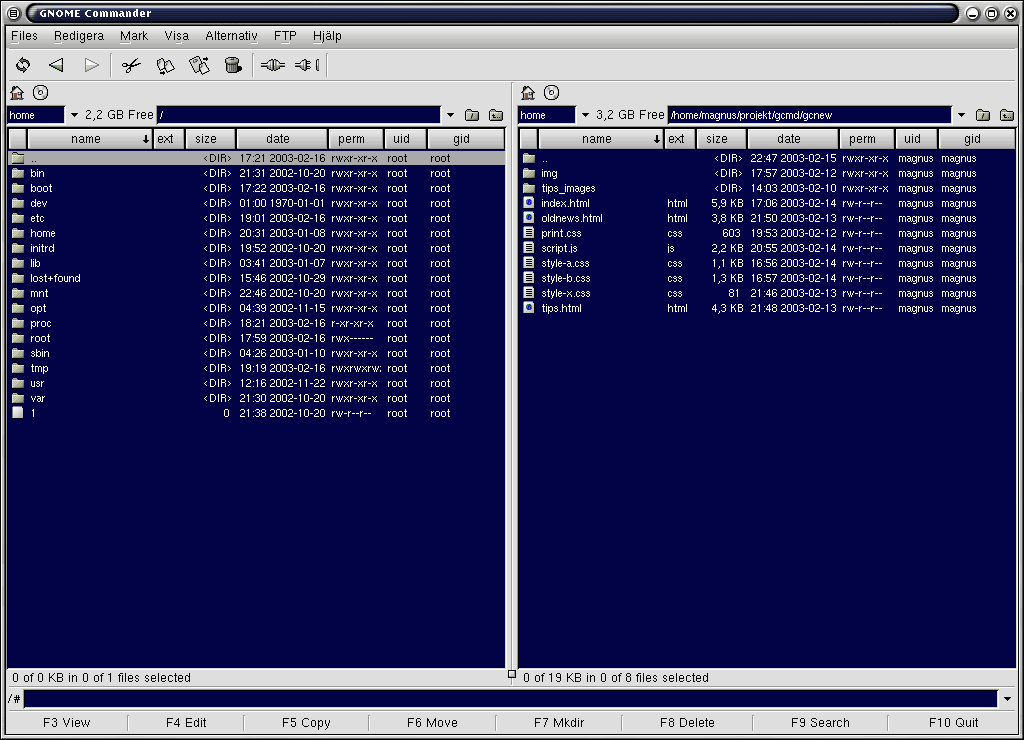 GNOME Commander
Files Redigera Mark Visa Alternativ FTP Hjälp
home 2,2 GB Free /
name ext size date perm uid gid
.. <DIR> 17:21 2003-02-16 rwxr-xr-x root root
bin <DIR> 21:31 2002-10-20 rwxr-xr-x root root
boot <DIR> 17:22 2003-02-16 rwxr-xr-x root root
dev <DIR> 01:00 1970-01-01 rwxr-xr-x root root
etc <DIR> 19:01 2003-02-16 rwxr-xr-x root root
home <DIR> 20:31 2003-01-08 rwxr-xr-x root root
initrd <DIR> 19:52 2002-10-20 rwxr-xr-x root root
lib <DIR> 03:41 2003-01-07 rwxr-xr-x root root
lost+found <DIR> 15:46 2002-10-29 rwxr-xr-x root root
mnt <DIR> 22:46 2002-10-20 rwxr-xr-x root root
opt <DIR> 04:39 2002-11-15 rwxr-xr-x root root
proc <DIR> 18:21 2003-02-16 r-xr-xr-x root root
root <DIR> 17:59 2003-02-16 rwx------ root root
sbin <DIR> 04:26 2003-01-10 rwxr-xr-x root root
tmp <DIR> 19:19 2003-02-16 rwxrwxrw: root root
usr <DIR> 12:16 2002-11-22 rwxr-xr-x root root
var <DIR> 21:30 2002-10-20 rwxr-xr-x root root
1 0 21:38 2002-10-20 rw-r--r-- root root
0 of 0 KB in 0 of 1 files selected
home 3,2 GB Free /home/magnus/projekt/gcmd/gcnew
name ext size date perm uid gid
.. <DIR> 22:47 2003-02-15 rwxr-xr-x magnus magnus
img <DIR> 17:57 2003-02-12 rwxr-xr-x magnus magnus
tips_images <DIR> 14:03 2003-02-10 rwxr-xr-x magnus magnus
index.html html 5,9 KB 17:06 2003-02-14 rw-r--r-- magnus magnus
oldnews.html html 3,8 KB 21:50 2003-02-13 rw-r--r-- magnus magnus
print.css css 603 19:53 2003-02-12 rw-r--r-- magnus magnus
script.js js 2,2 KB 20:55 2003-02-14 rw-r--r-- magnus magnus
style-a.css css 1,1 KB 16:56 2003-02-14 rw-r--r-- magnus magnus
style-b.css css 1,3 KB 16:57 2003-02-14 rw-r--r-- magnus magnus
style-x.css css 81 21:46 2003-02-13 rw-r--r-- magnus magnus
tips.html html 4,3 KB 21:48 2003-02-13 rw-r--r-- magnus magnus
0 of 19 KB in 0 of 8 files selected
/#
F3 View F4 Edit F5 Copy F6 Move F7 Mkdir F8 Delete F9 Search F10 Quit